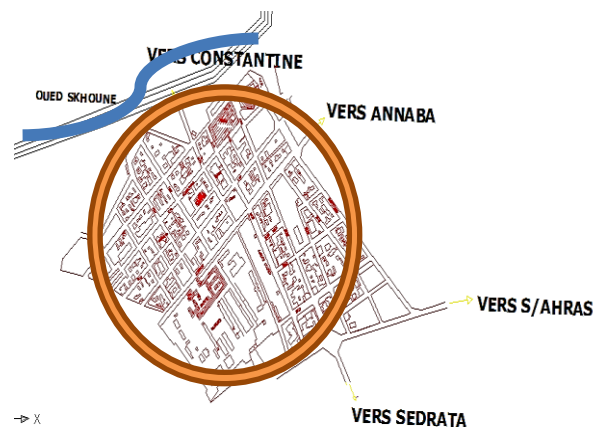 VERS CONSTANTINE
OUED SKHOUNE
VERS ANNABA
VERS S/AHRAS
VERS SEDRATA
X